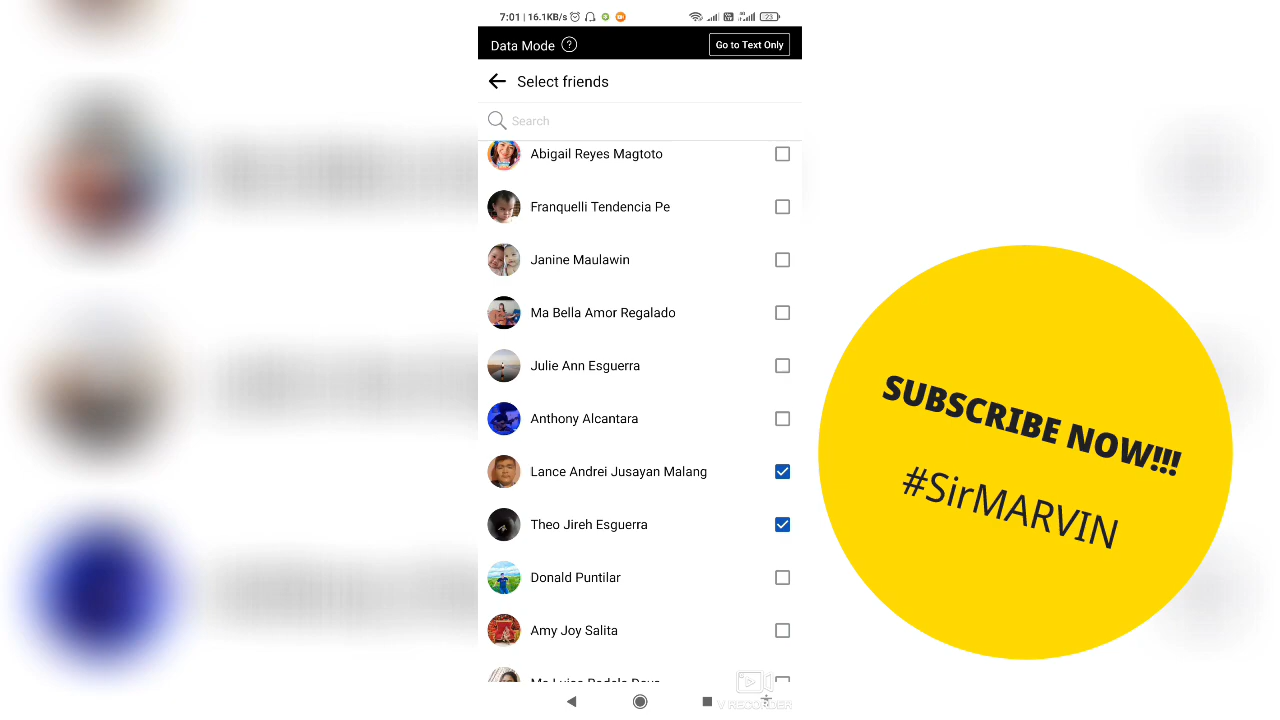 7:01 | 16.1KB/s 23
Data Mode ? Go to Text Only
Select friends
Search
Abigail Reyes Magtoto
Franquelli Tendencia Pe
Janine Maulawin
Ma Bella Amor Regalado
Julie Ann Esguerra
Anthony Alcantara
Lance Andrei Jusayan Malang
Theo Jireh Esguerra
Donald Puntilar
Amy Joy Salita
V RECORDER
SUBSCRIBE NOW!!!
#SirMARVIN